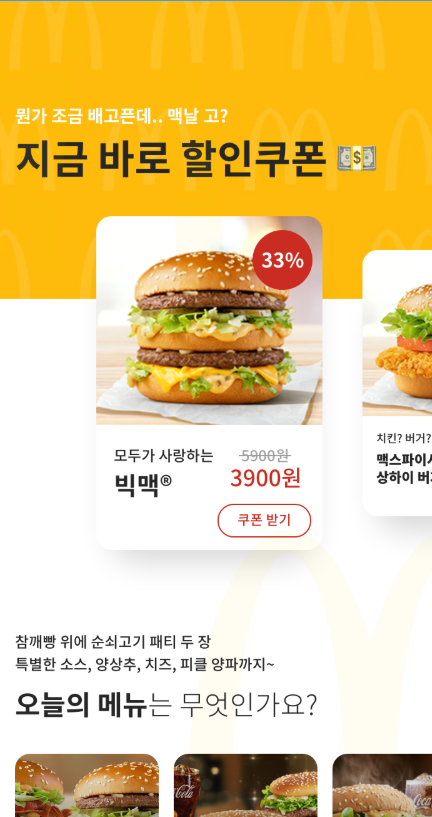 뭔가 조금 배고픈데.. 맥날 고?
지금 바로 할인쿠폰 💵
33%
모두가 사랑하는
5900원
빅맥®
3900원
쿠폰 받기
치킨? 버거?
맥스파이시
상하이 버
참깨빵 위에 순쇠고기 패티 두 장
특별한 소스, 양상추, 치즈, 피클 양파까지~
오늘의 메뉴는 무엇인가요?